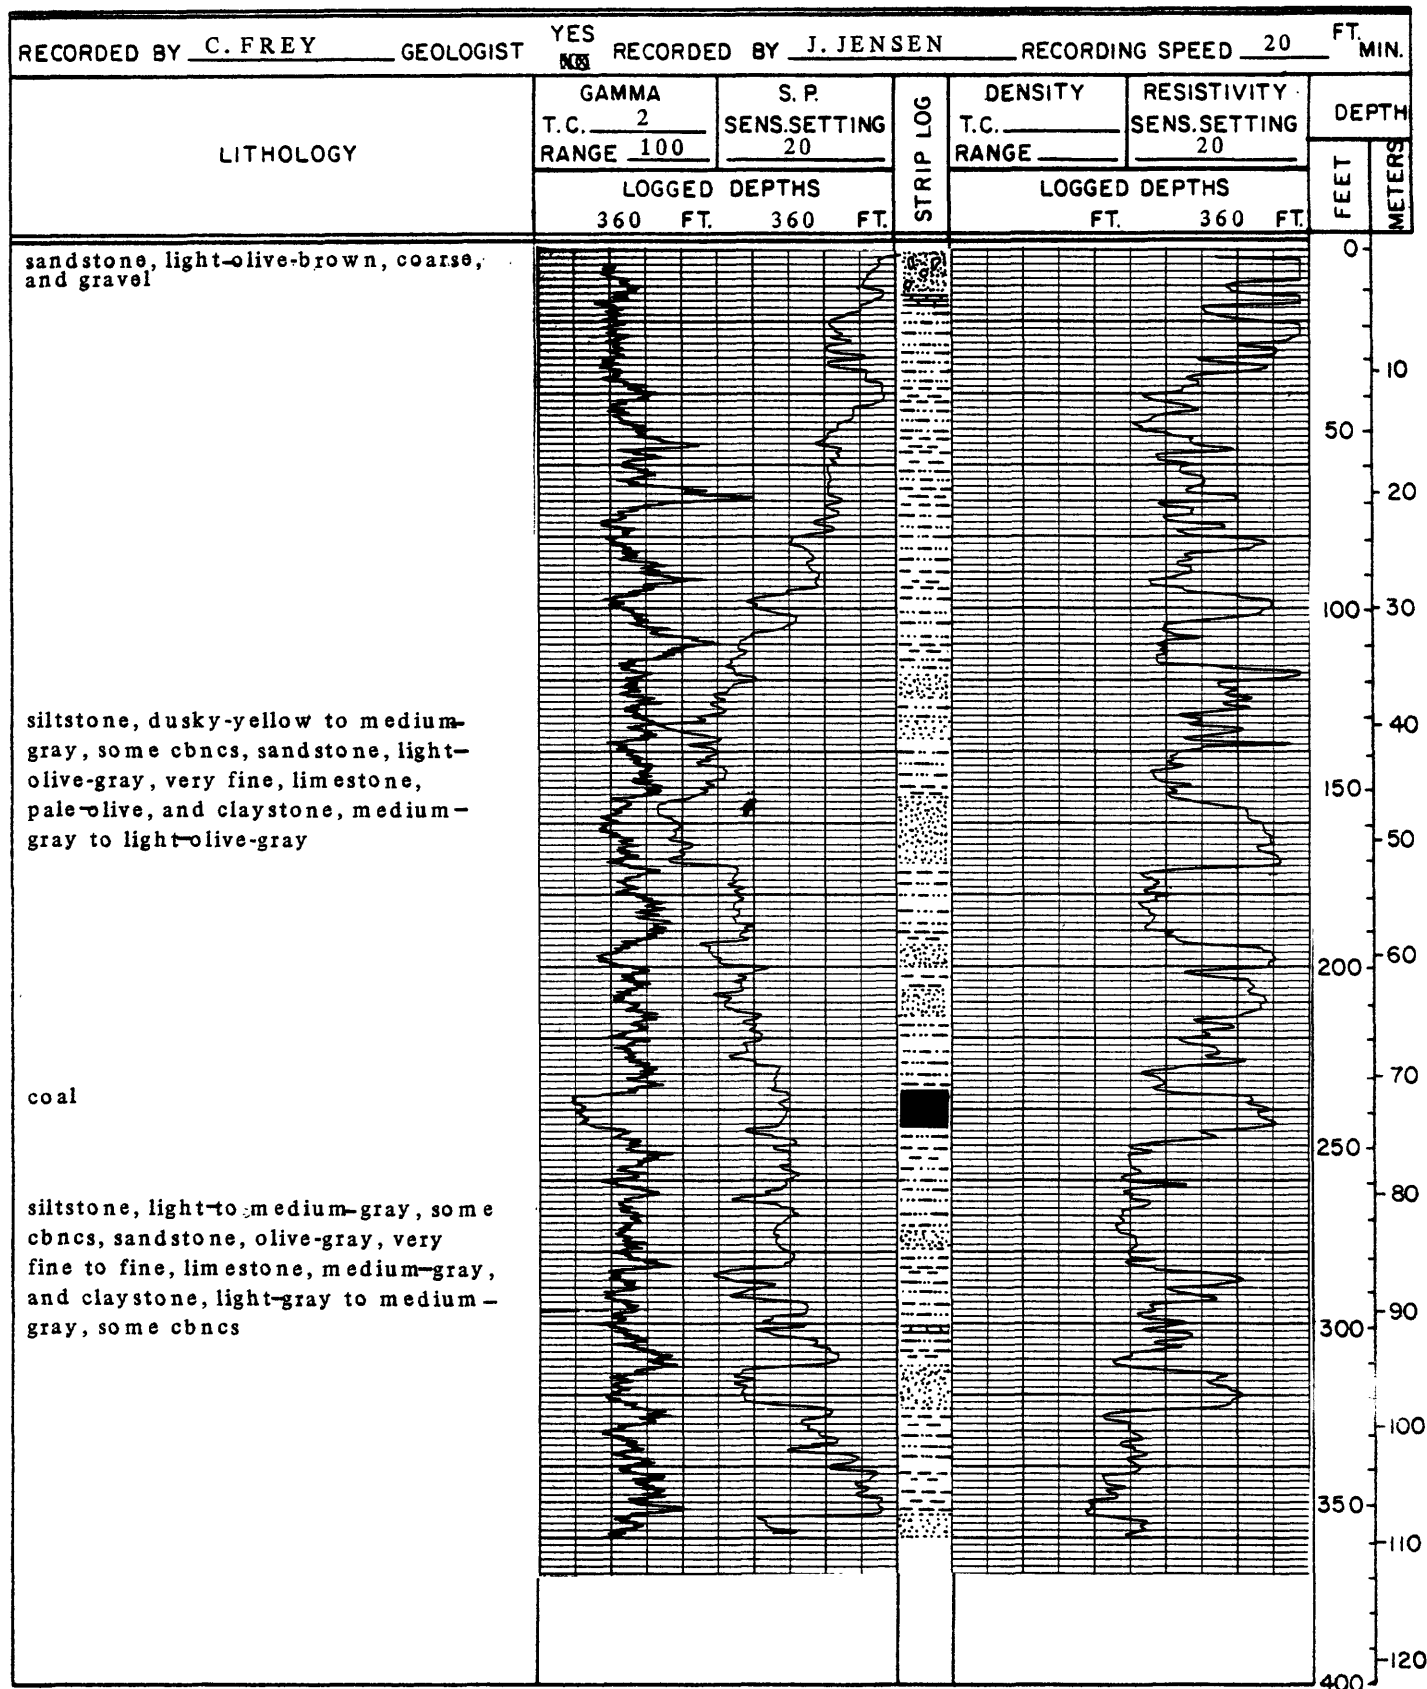 RECORDED BY C. FREY GEOLOGIST YES NO RECORDED BY J. JENSEN RECORDING SPEED 20 FT. MIN.
LITHOLOGY
GAMMA
T.C. 2
RANGE 100
S.P.
SENS.SETTING
20
LOGGED DEPTHS
360 FT. 360 FT.
STRIP LOG
DENSITY
T.C.
RANGE
RESISTIVITY
SENS.SETTING
20
LOGGED DEPTHS
FT. 360 FT.
DEPTH
FEET
METERS
sandstone, light-olive-brown, coarse,
and gravel
siltstone, dusky-yellow to medium-
gray, some cbncs, sandstone, light-
olive-gray, very fine, limestone,
pale-olive, and claystone, medium-
gray to light-olive-gray
coal
siltstone, light-to medium-gray, some
cbncs, sandstone, olive-gray, very
fine to fine, limestone, medium-gray,
and claystone, light-gray to medium-
gray, some cbncs
0
10
50
20
100 30
40
150
50
60
200
70
250
80
90
300
100
350
110
120
400